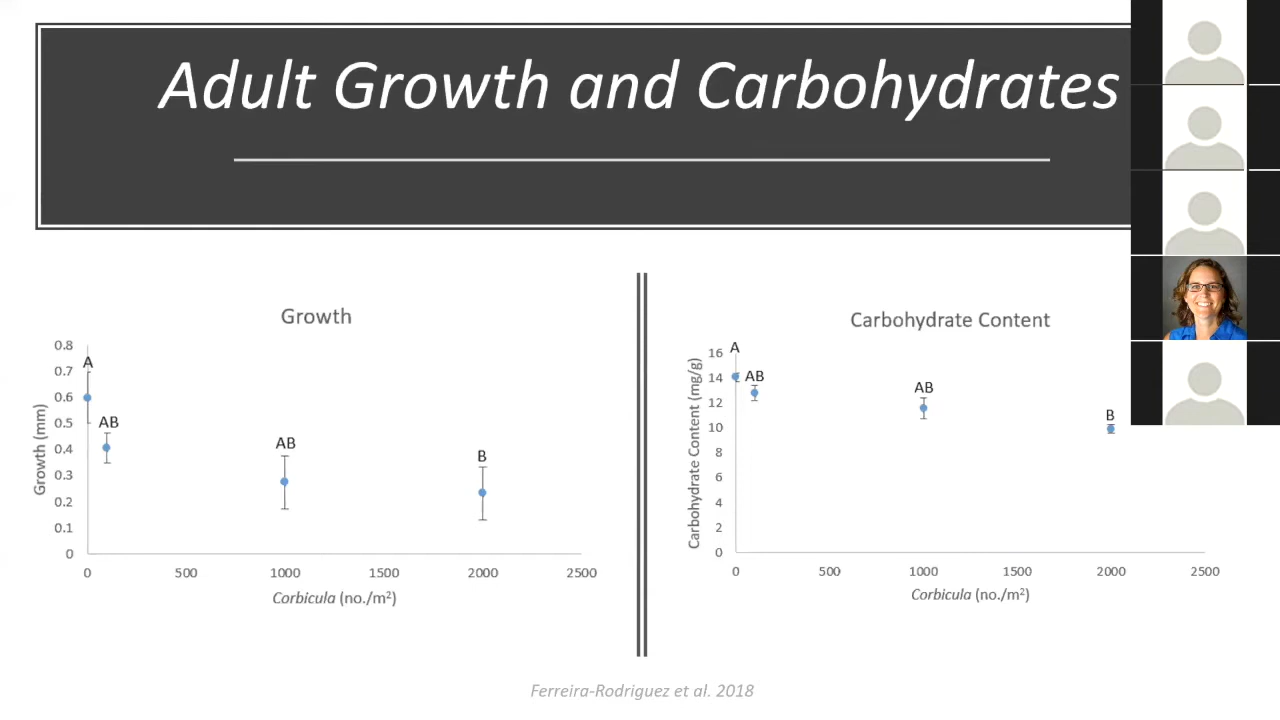 Adult Growth and Carbohydrates
Growth
0.8
0.7
0.6
0.5
0.4
0.3
0.2
0.1
0
Growth (mm)
A
AB
AB
B
0 500 1000 1500 2000 2500
Corbicula (no./m²)
Carbohydrate Content
16
14
12
10
8
6
4
2
0
Carbohydrate Content (mg/g)
A
AB
AB
B
0 500 1000 1500 2000 2500
Corbicula (no./m²)
Ferreira-Rodriguez et al. 2018